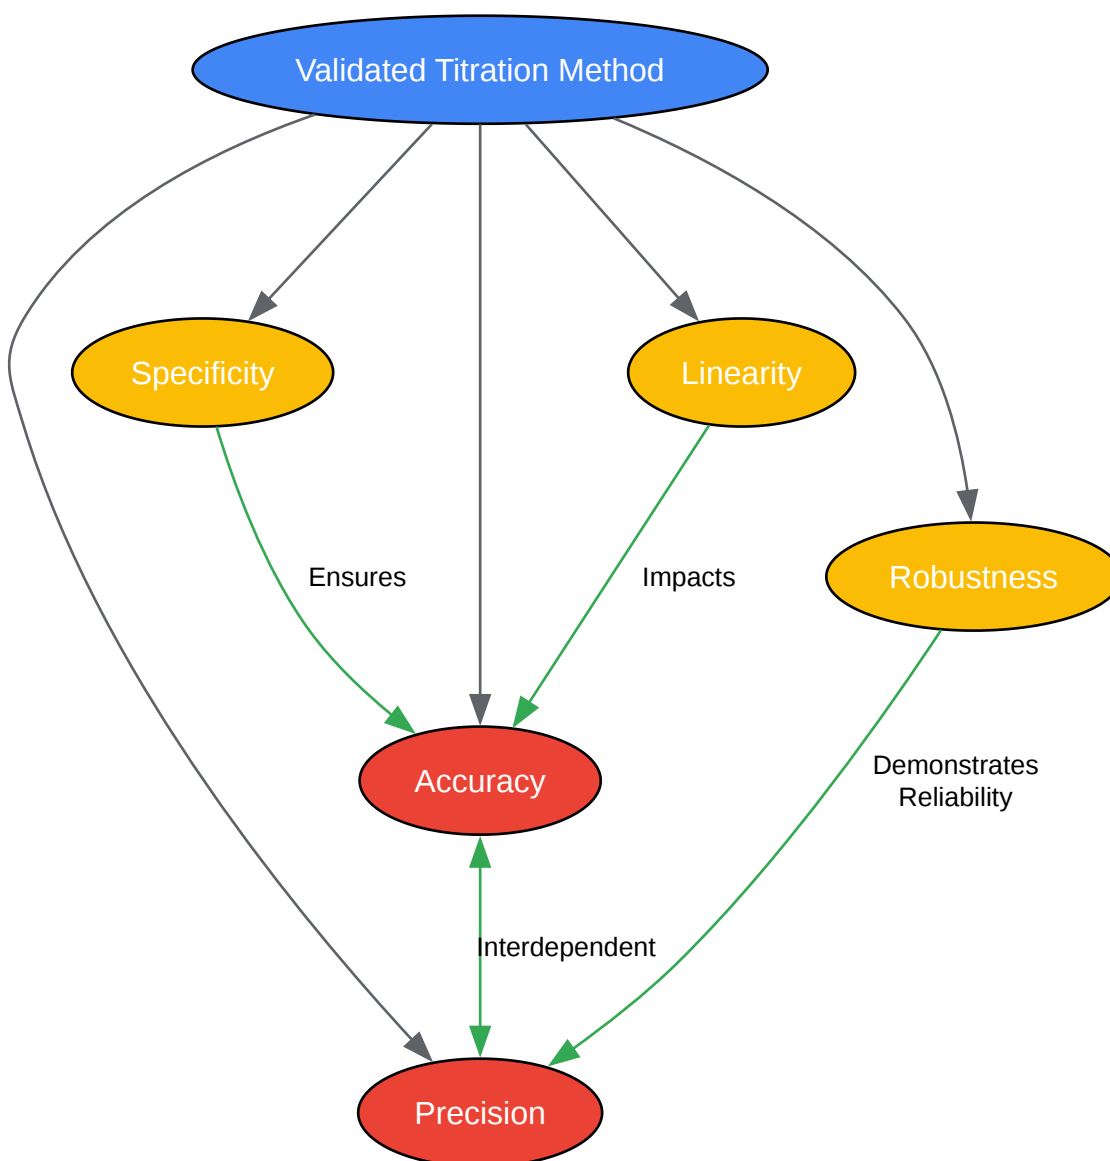 Validated Titration Method
Specificity
Linearity
Ensures
Impacts
Robustness
Accuracy
Demonstrates
Reliability
Interdependent
Precision